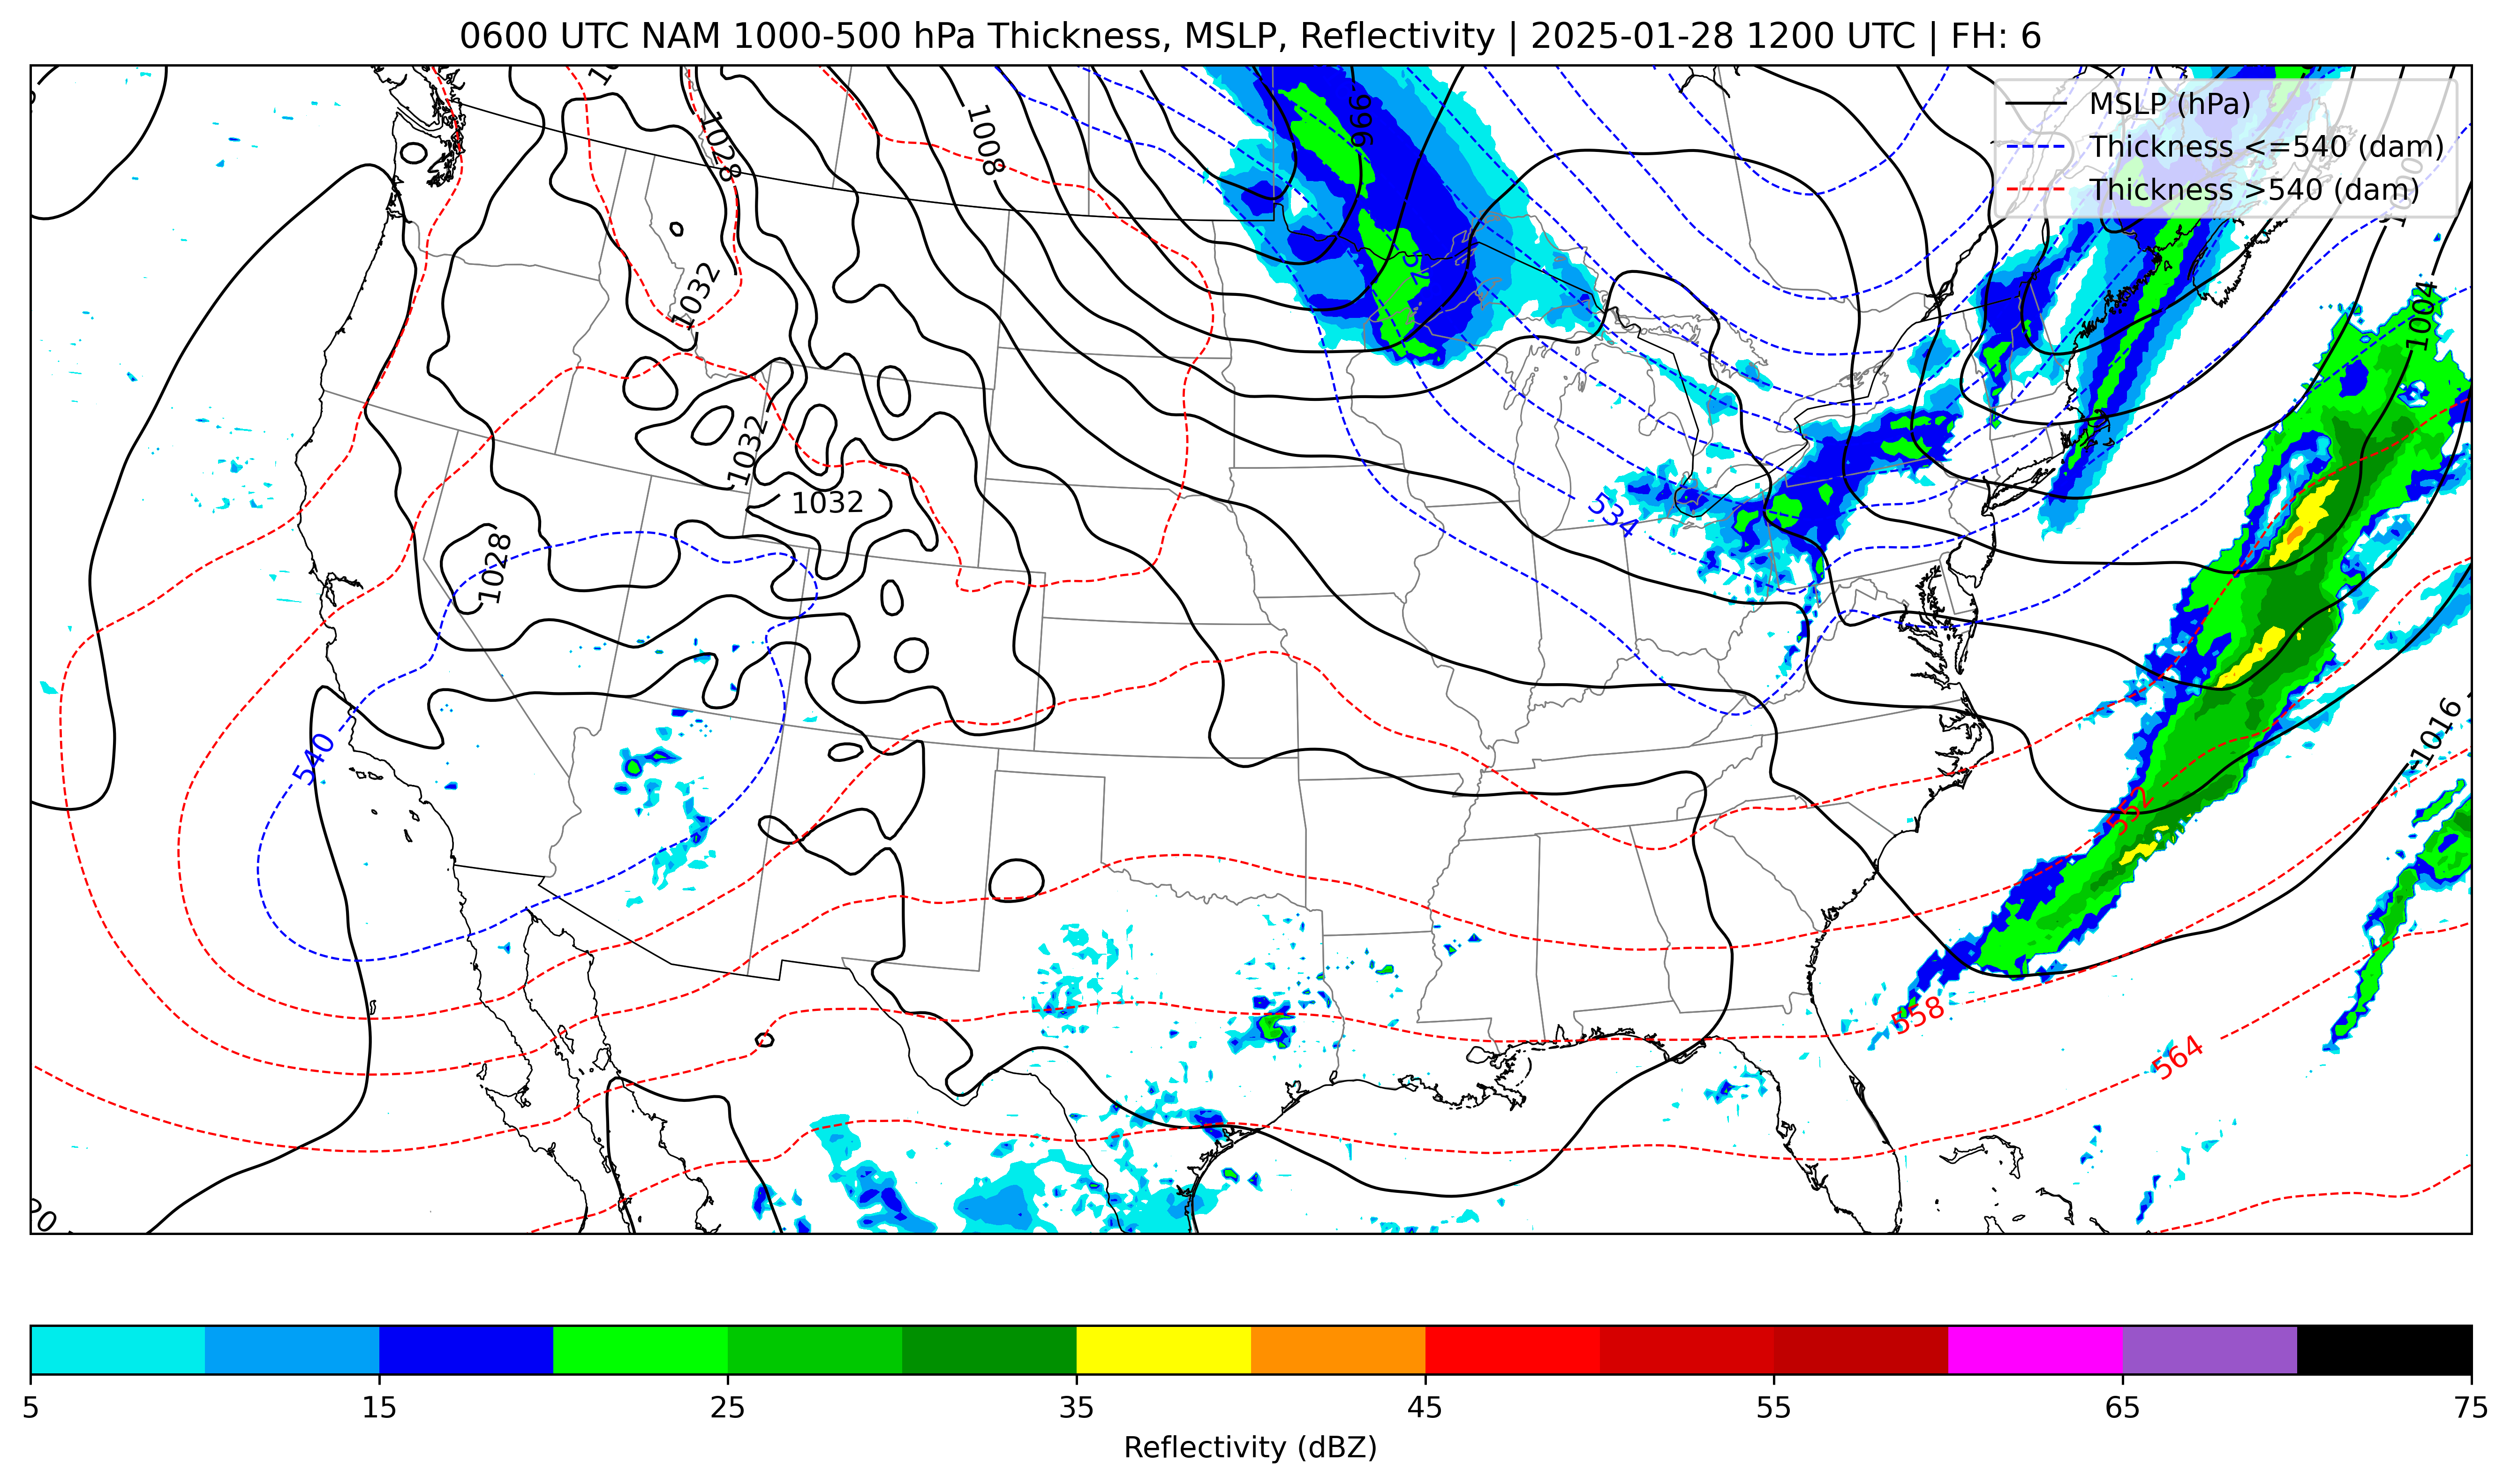 0600 UTC NAM 1000-500 hPa Thickness, MSLP, Reflectivity | 2025-01-28 1200 UTC | FH: 6
MSLP (hPa)
Thickness <=540 (dam)
Thickness >540 (dam)
996
1008
1028
1000
1032
1004
1032
1032
534
1028
1016
540
552
558
564
5 15 25 35 45 55 65 75
Reflectivity (dBZ)